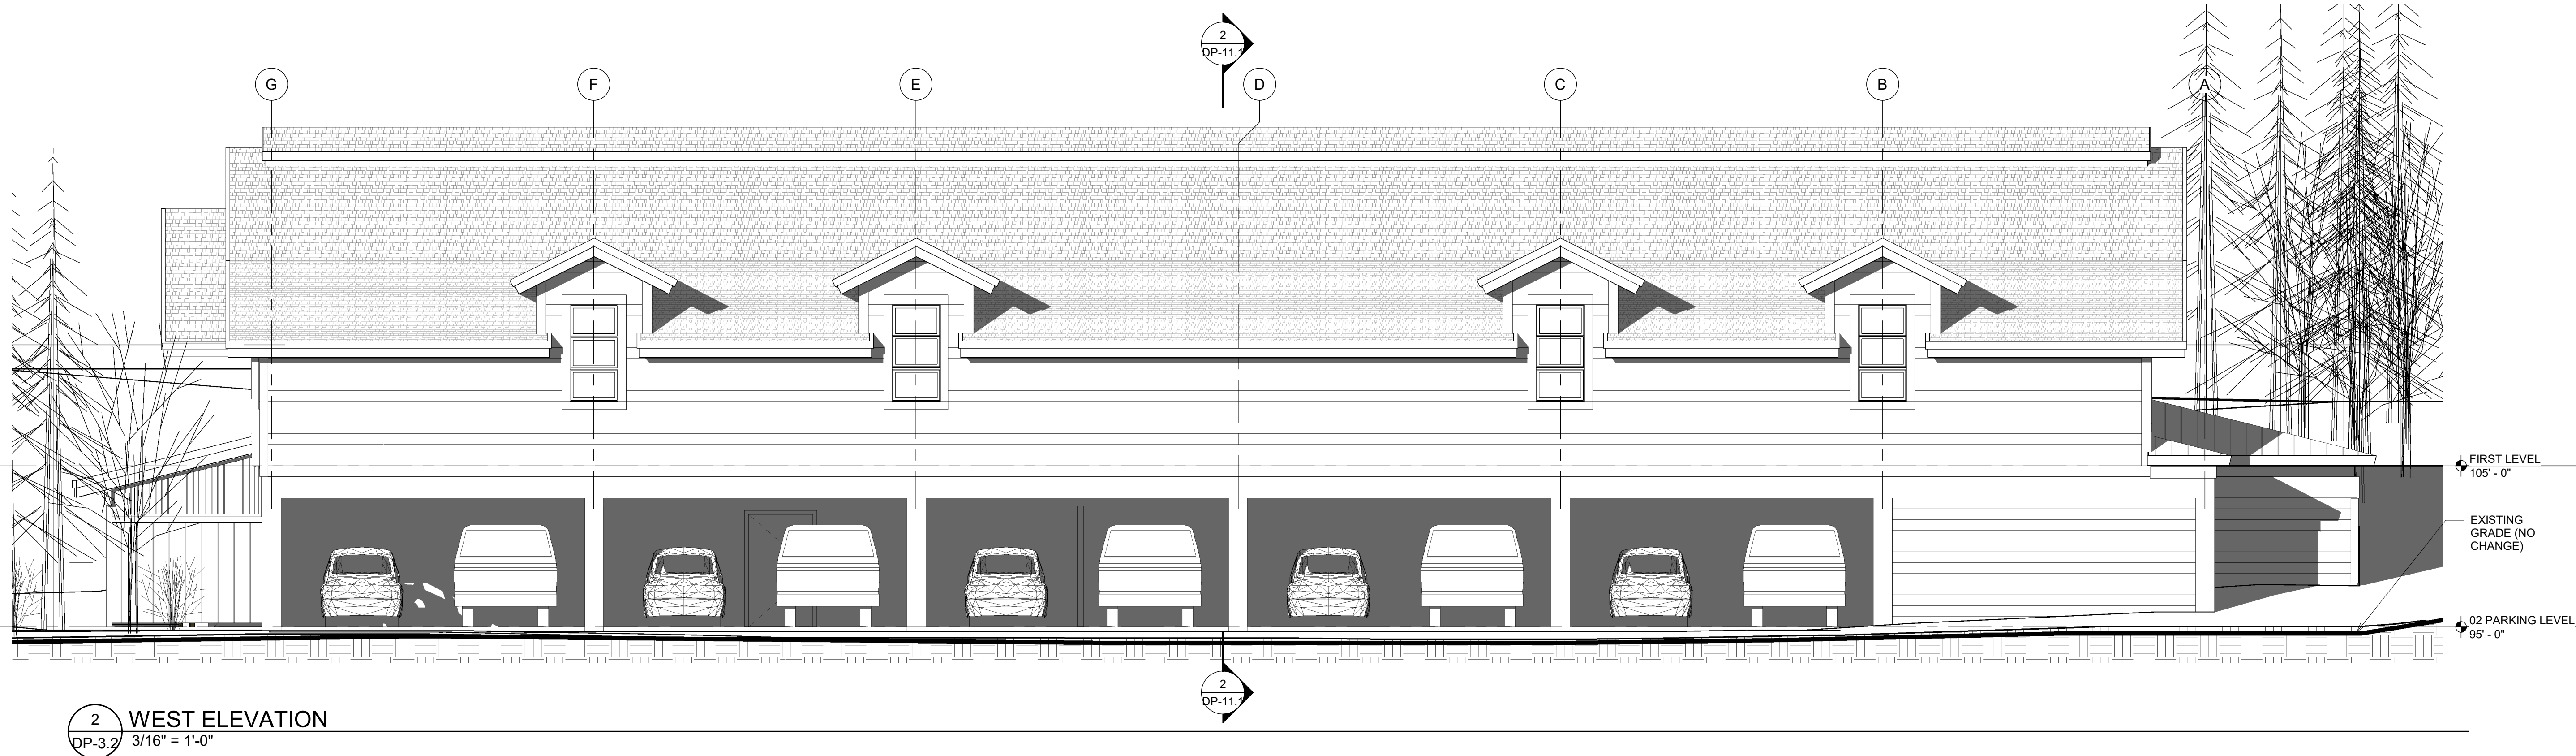 2
DP-11.1
G F E D C B A
FIRST LEVEL
105' - 0"
EXISTING
GRADE (NO
CHANGE)
02 PARKING LEVEL
95' - 0"
2
DP-11.1
2 WEST ELEVATION
DP-3.2 3/16" = 1'-0"